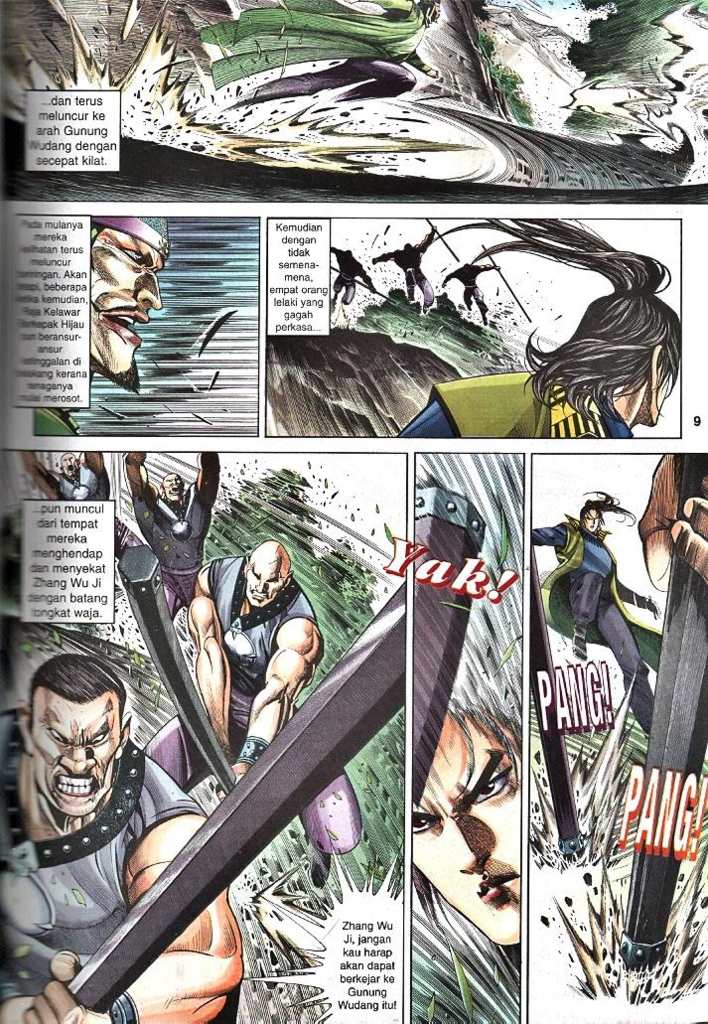 ...dan terus
meluncur ke
arah Gunung
Wudang dengan
secepat kilat.
Pada mulanya
mereka
kelihatan terus
meluncur
beriringan. Akan
tetapi, beberapa
ketika kemudian,
Raja Kelawar
Berkepak Hijau
pun beransur-
ansur
ketinggalan di
belakang kerana
tenaganya
mulai merosot.
Kemudian
dengan
tidak
semena-
mena,
empat orang
lelaki yang
gagah
perkasa...
9
...pun muncul
dari tempat
mereka
menghendap
dan menyekat
Zhang Wu Ji
dengan batang
tongkat waja.
Yak!
PANG!
PANG!
Zhang Wu
Ji, jangan
kau harap
akan dapat
berkejar ke
Gunung
Wudang itu!